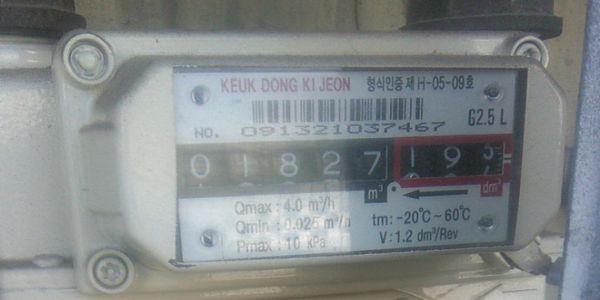 KEUK DONG KI JEON 형식인증 제 H-05-09호
NO. 091321037467 G2.5 L
01827 19
m³ dm³
Qmax : 4.0 m³/h
Qmin : 0.025 m³/h tm: -20℃ ~ 60℃
Pmax : 10 kPa V : 1.2 dm³/Rev